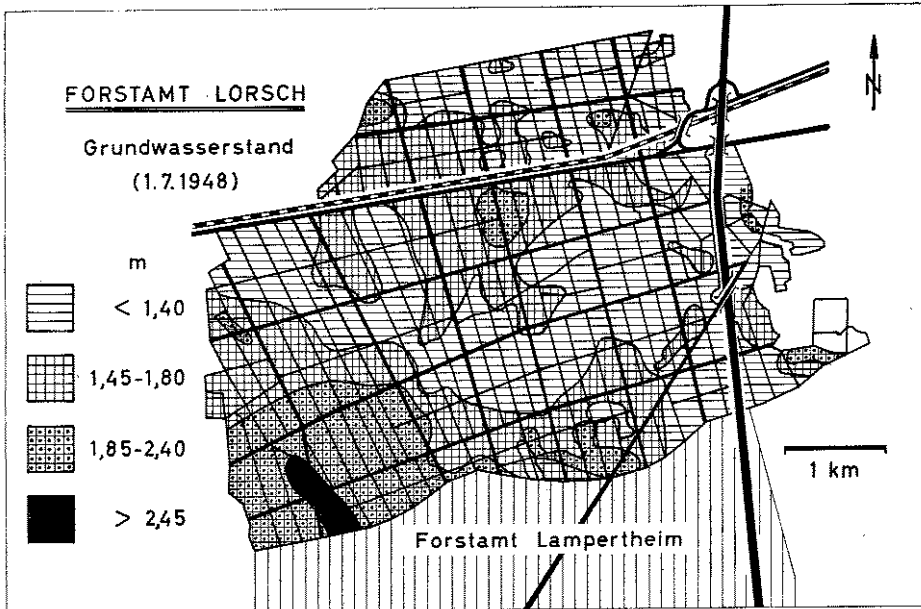 FORSTAMT LORSCH
Grundwasserstand
(1.7.1948)
m
< 1,40
1,45-1,80
1,85-2,40
> 2,45
N
1 km
Forstamt Lampertheim